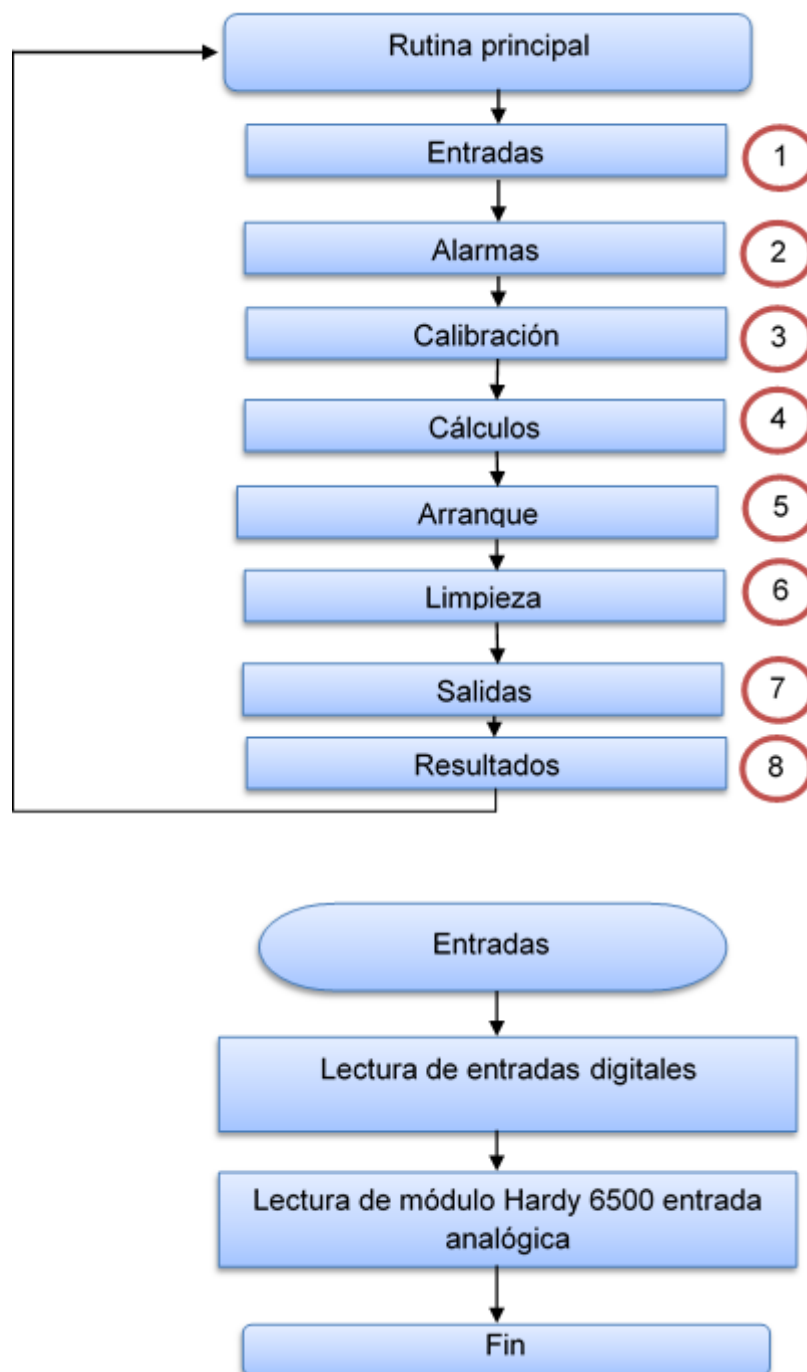 Rutina principal
Entradas
1
Alarmas
2
Calibración
3
Cálculos
4
Arranque
5
Limpieza
6
Salidas
7
Resultados
8
Entradas
Lectura de entradas digitales
Lectura de módulo Hardy 6500 entrada
analógica
Fin